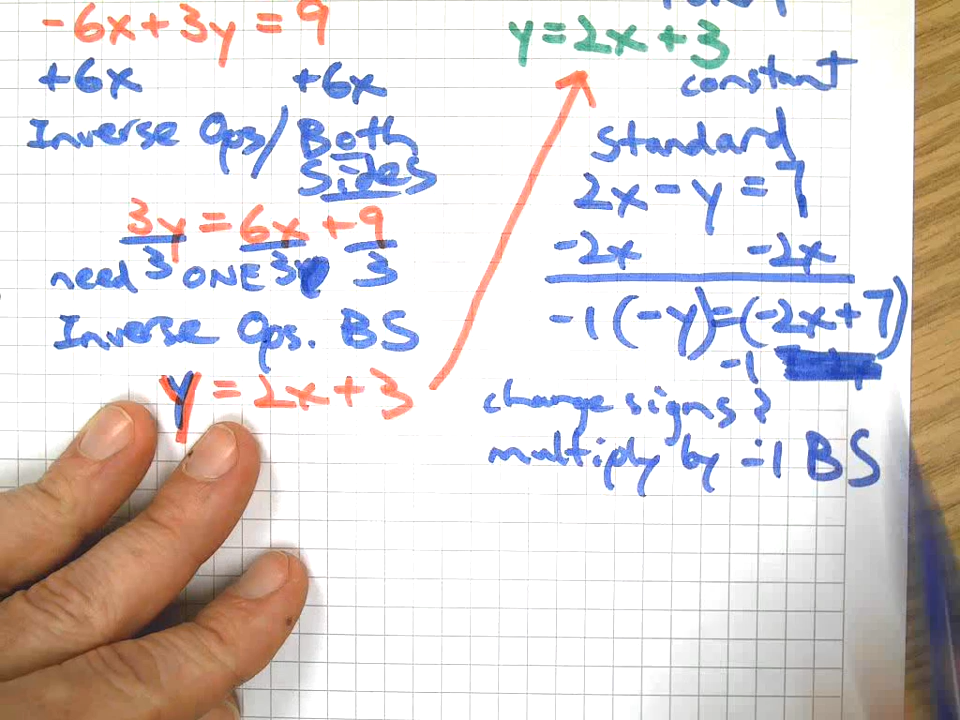 -6x+3y=9
+6x +6x
Inverse Ops/Both
Sides
3y=6x+9
3 3 3
need ONE y
Inverse Ops. BS
y=2x+3
y=2x+3
constant
standard
2x-y=7
-2x -2x
-1(-y)=(-2x+7)
-1
change signs?
multiply by -1 BS